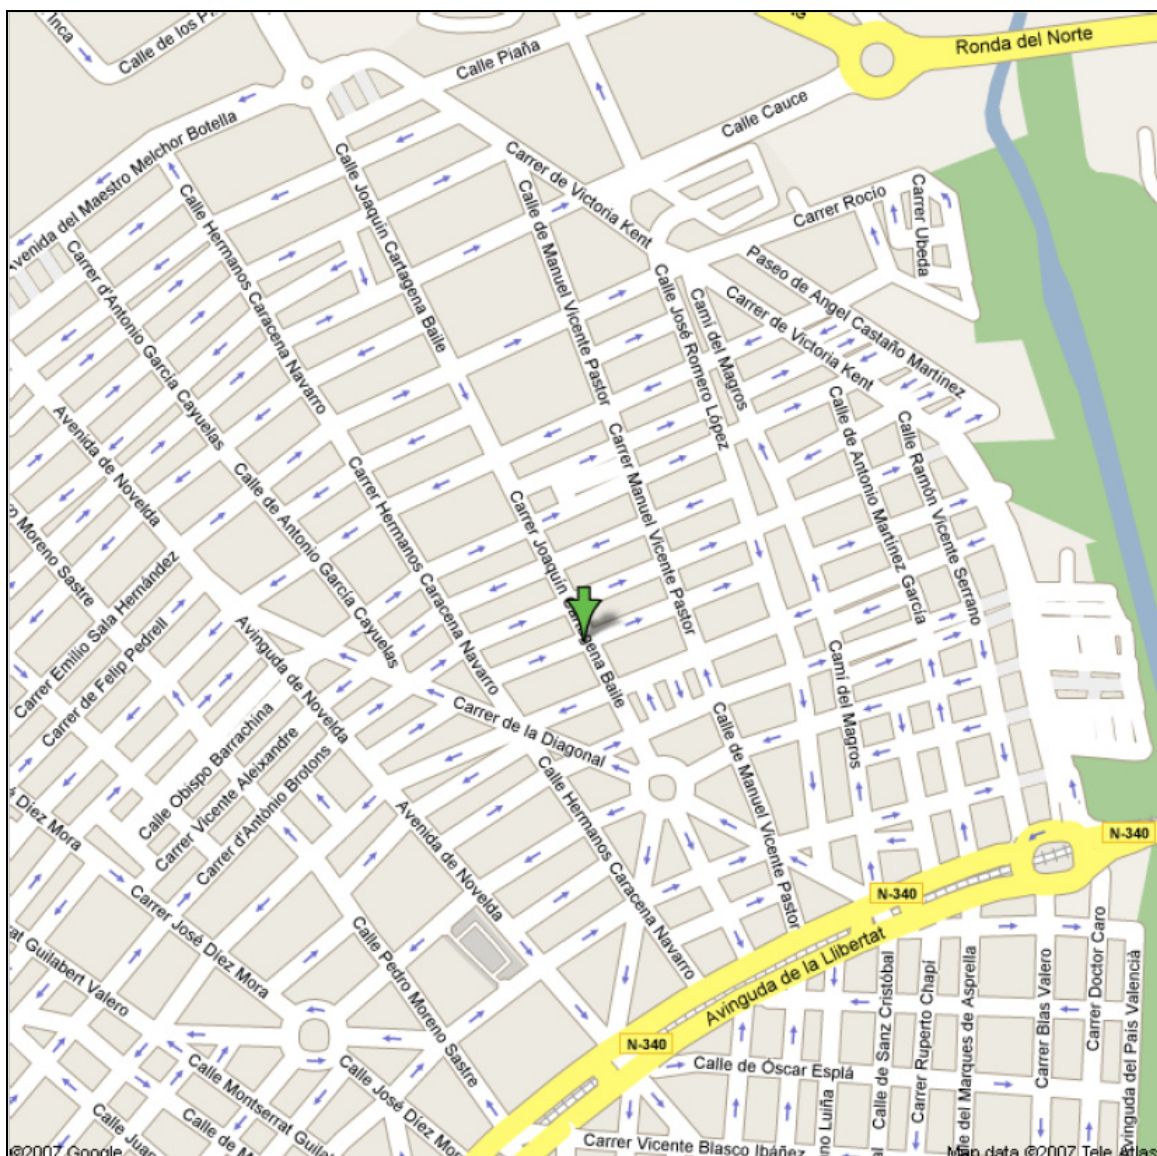 Inca
Calle de los
Calle Piaña
Ronda del Norte
Calle Cauce
Avenida del Maestro Melchor Botella
Calle Joaquín Cartagena Baile
Carrer de Victoria Kent
Calle de Manuel Vicente Pastor
Calle Hermanos Caracena Navarro
Carrer Rocío
Carrer Ubeda
Carrer d'Antonio García Cayuelas
Paseo de Angel Castaño Martinez
Calle José Romero López
Camí del Magros
Carrer de Victoria Kent
Calle de Antonio Martínez García
Calle Ramón Vicente Serrano
Avenida de Novelda
Carrer Manuel Vicente Pastor
Calle de Antonio García Cayuelas
Carrer Hermanos Caracena Navarro
Carrer Joaquín Cartagena Baile
Moreno Sastre
Carrer Emilio Sala Hernández
Carrer de Felip Pedrell
Avinguda de Novelda
Camí del Magros
Carrer de la Diagonal
Calle de Manuel Vicente Pastor
Calle Obispo Barrachina
Carrer Vicente Aleixandre
Carrer d'Antònio Brotons
Calle Hermanos Caracena Navarro
Avenida de Novelda
Diez Mora
N-340
N-340
Carrer José Díez Mora
Calle Pedro Moreno Sastre
Avinguda de la Llibertat
Guilabert Valero
Calle de Sanz Cristóbal
Carrer Ruperto Chapí
del Marques de Asprella
Carrer Blas Valero
Carrer Doctor Caro
Avinguda del País Valencià
N-340
Calle de Óscar Esplá
Calle Montserrat
Calle José Díez
Luiña
Calle de
Calle
Carrer Vicente Blasco Ibáñez
©2007 Google
Map data ©2007 Tele Atlas